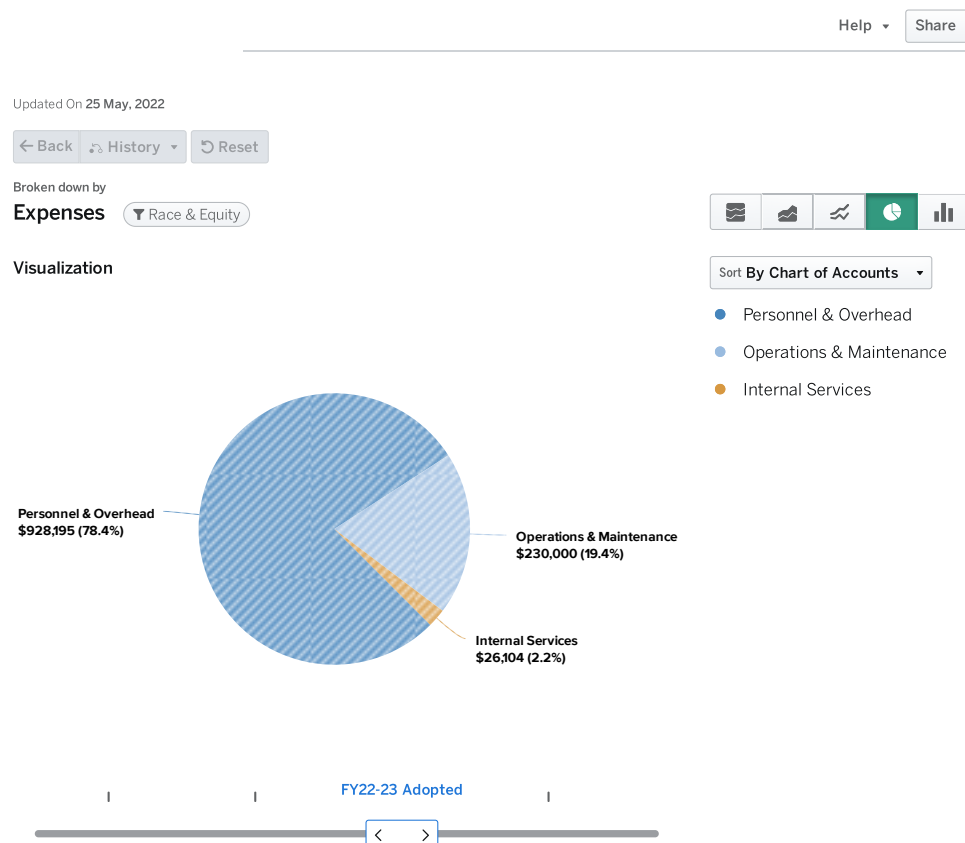 Help
Share
Updated On 25 May, 2022
Back
History
Reset
Broken down by
Expenses
Race & Equity
Visualization
Sort By Chart of Accounts
Personnel & Overhead
Operations & Maintenance
Internal Services
Personnel & Overhead
$928,195 (78.4%)
Operations & Maintenance
$230,000 (19.4%)
Internal Services
$26,104 (2.2%)
FY22-23 Adopted